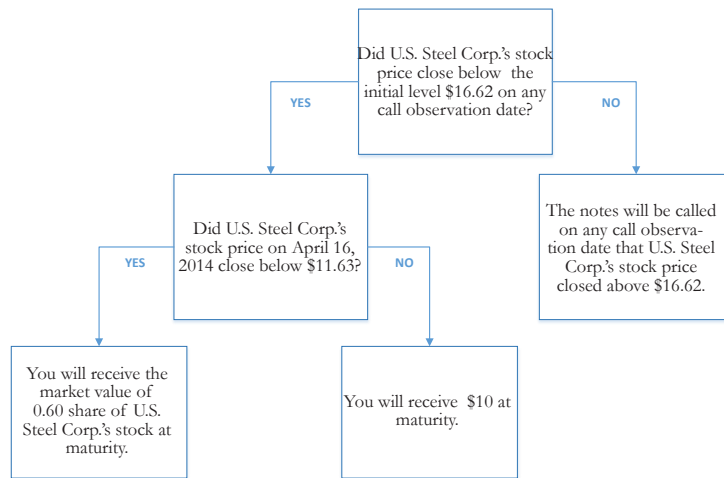 Did U.S. Steel Corp.'s stock
price close below the
initial level $16.62 on any
call observation date?
YES
NO
Did U.S. Steel Corp.'s
stock price on April 16,
2014 close below $11.63?
The notes will be called
on any call observa-
tion date that U.S. Steel
Corp.'s stock price
closed above $16.62.
YES
NO
You will receive the
market value of
0.60 share of U.S.
Steel Corp.'s stock at
maturity.
You will receive $10 at
maturity.